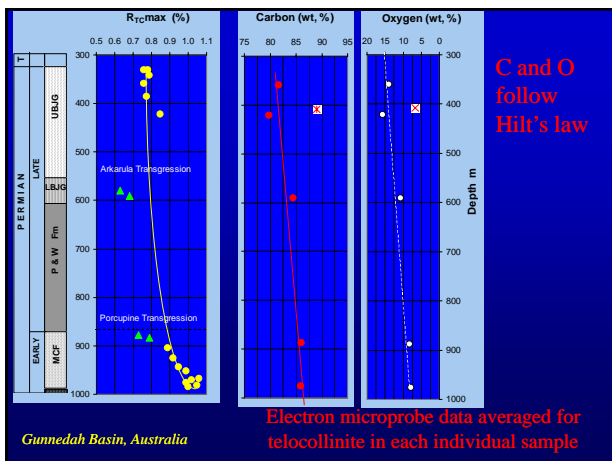 R_TCmax (%)
0.5 0.6 0.7 0.8 0.9 1.0 1.1
300
400
500
600
700
800
900
1000
Arkarula Transgression
Porcupine Transgression
T
PERMIAN
LATE
EARLY
UBJG
LBJG
P & W Fm
MCF
Carbon (wt, %)
75 80 85 90 95
Oxygen (wt, %)
20 15 10 5 0
300
400
500
600
700
800
900
1000
Depth m
C and O
follow
Hilt's law
Electron microprobe data averaged for
telocollinite in each individual sample
Gunnedah Basin, Australia